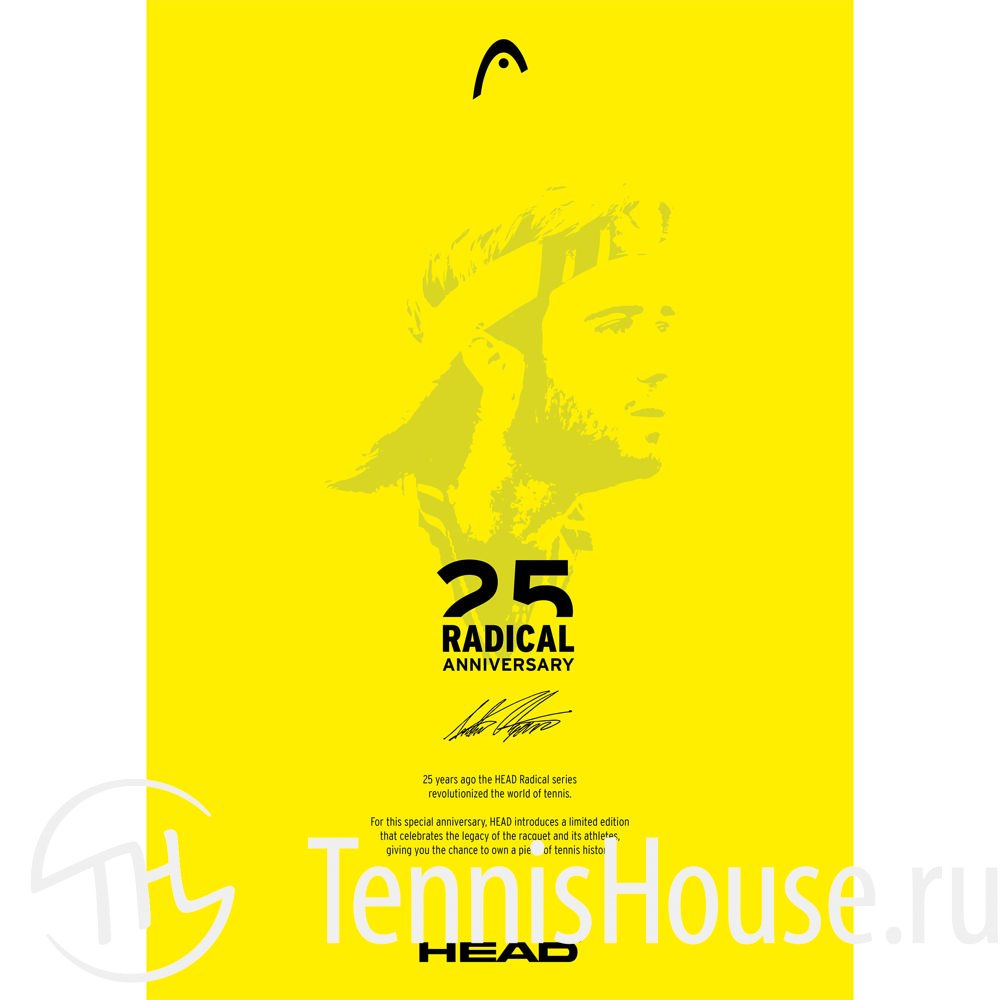 25
RADICAL
ANNIVERSARY
25 years ago the HEAD Radical series
revolutionized the world of tennis.
For this special anniversary, HEAD introduces a limited edition
that celebrates the legacy of the racquet and its athletes,
giving you the chance to own a of tennis
TennisHouse.ru
HEAD